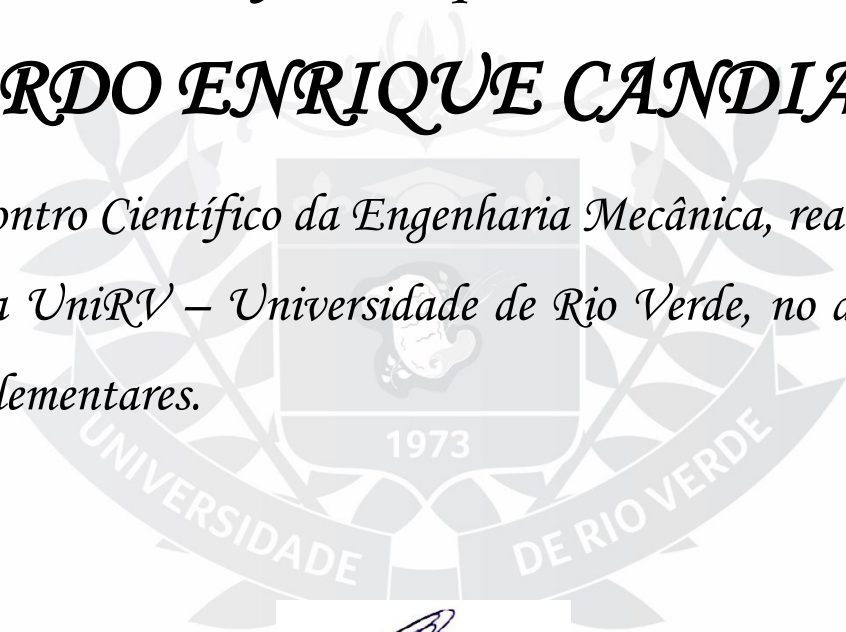 RDO ENRIQUE CANDIA
ontro Científico da Engenharia Mecânica, rea
a UniRV – Universidade de Rio Verde, no d
lementares.
1973
UNIVERSIDADE DE RIO VERDE